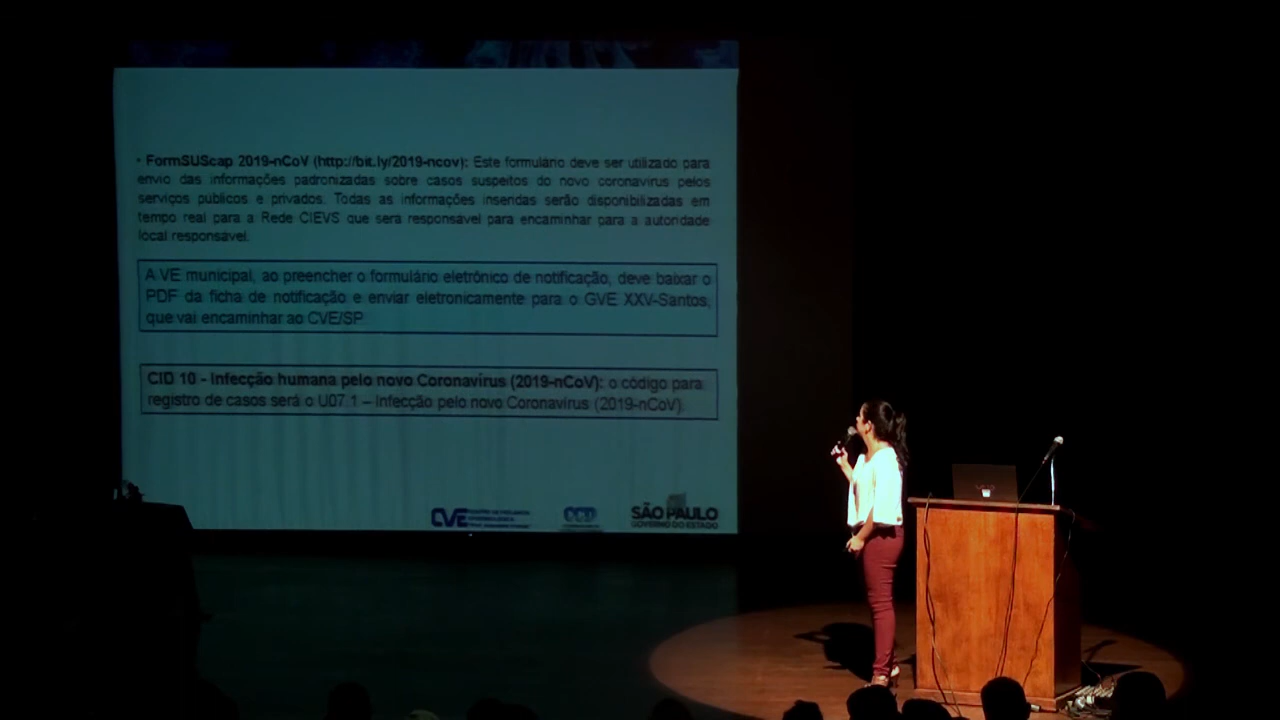 • FormSUScap 2019-nCoV (http://bit.ly/2019-ncov): Este formulário deve ser utilizado para
envio das informações padronizadas sobre casos suspeitos do novo coronavírus pelos
serviços públicos e privados. Todas as informações inseridas serão disponibilizadas em
tempo real para a Rede CIEVS que será responsável para encaminhar para a autoridade
local responsável.
A VE municipal, ao preencher o formulário eletrônico de notificação, deve baixar o
PDF da ficha de notificação e enviar eletronicamente para o GVE XXV-Santos,
que vai encaminhar ao CVE/SP
CID 10 - Infecção humana pelo novo Coronavírus (2019-nCoV): o código para
registro de casos será o U07.1 – Infecção pelo novo Coronavírus (2019-nCoV).
CVE
SÃO PAULO
GOVERNO DO ESTADO